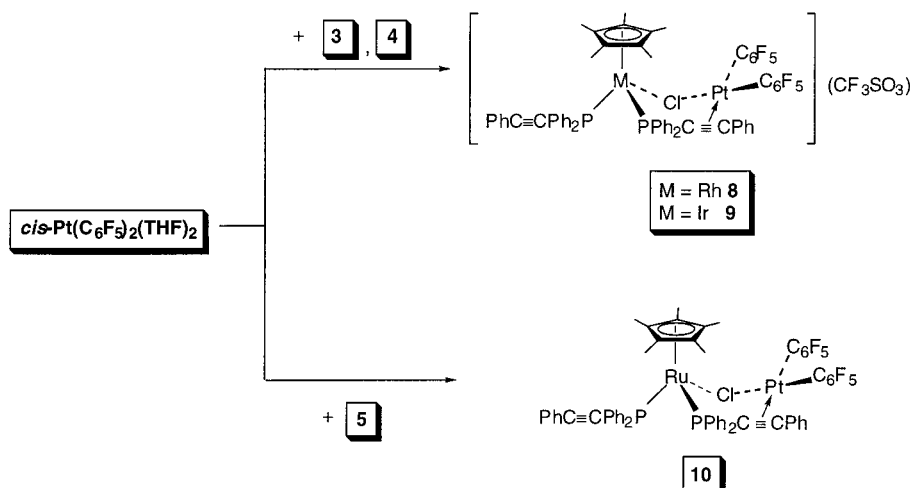 + 3 , 4
C₆F₅
M Cl Pt C₆F₅ (CF₃SO₃)
PhC≡CPh₂P
PPh₂C ≡ CPh
M = Rh 8
M = Ir 9
cis-Pt(C₆F₅)₂(THF)₂
C₆F₅
Ru Cl Pt C₆F₅
+ 5
PhC≡CPh₂P
PPh₂C ≡ CPh
10